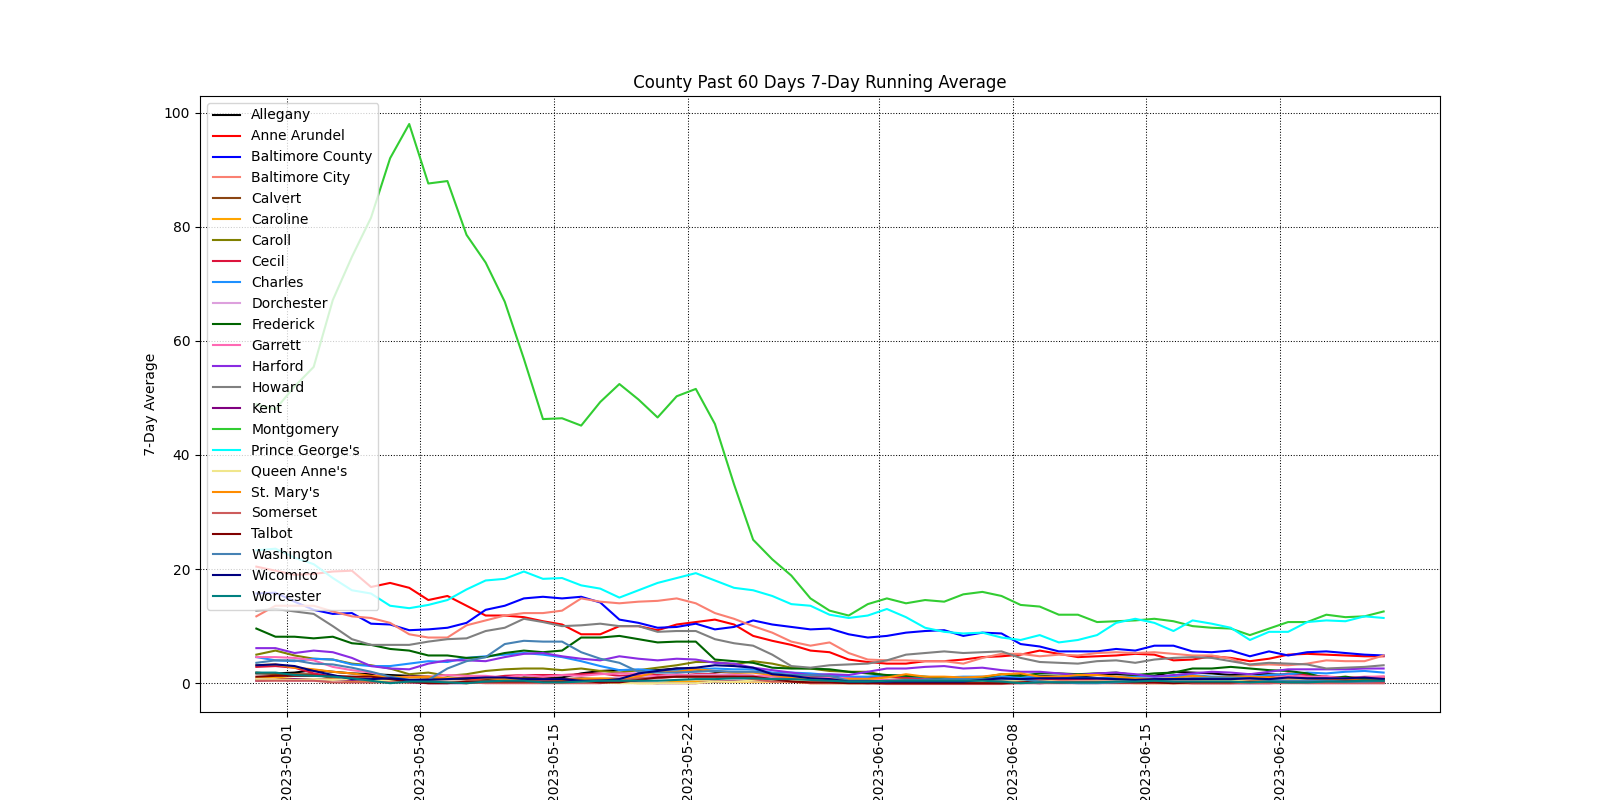 County Past 60 Days 7-Day Running Average
100
80
60
40
20
0
7-Day Average
Allegany
Anne Arundel
Baltimore County
Baltimore City
Calvert
Caroline
Caroll
Cecil
Charles
Dorchester
Frederick
Garrett
Harford
Howard
Kent
Montgomery
Prince George's
Queen Anne's
St. Mary's
Somerset
Talbot
Washington
Wicomico
Worcester
2023-05-01
2023-05-08
2023-05-15
2023-05-22
2023-06-01
2023-06-08
2023-06-15
2023-06-22